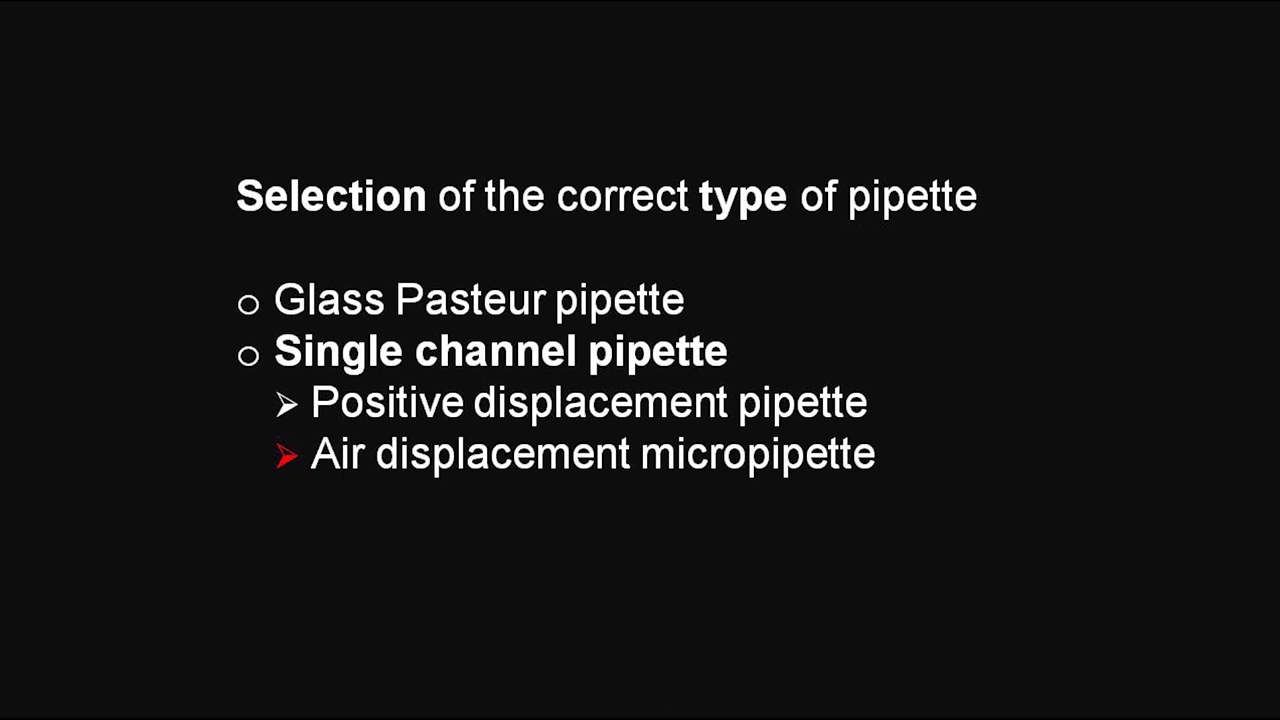 Selection of the correct type of pipette
Glass Pasteur pipette
Single channel pipette
Positive displacement pipette
Air displacement micropipette